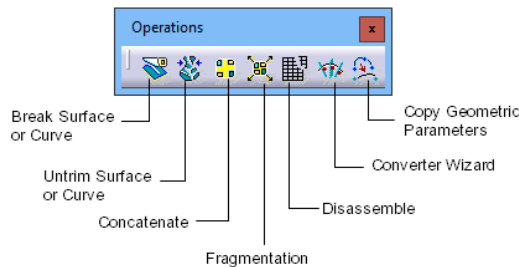 Operations
x
Break Surface
or Curve
Untrim Surface
or Curve
Concatenate
Fragmentation
Disassemble
Converter Wizard
Copy Geometric
Parameters